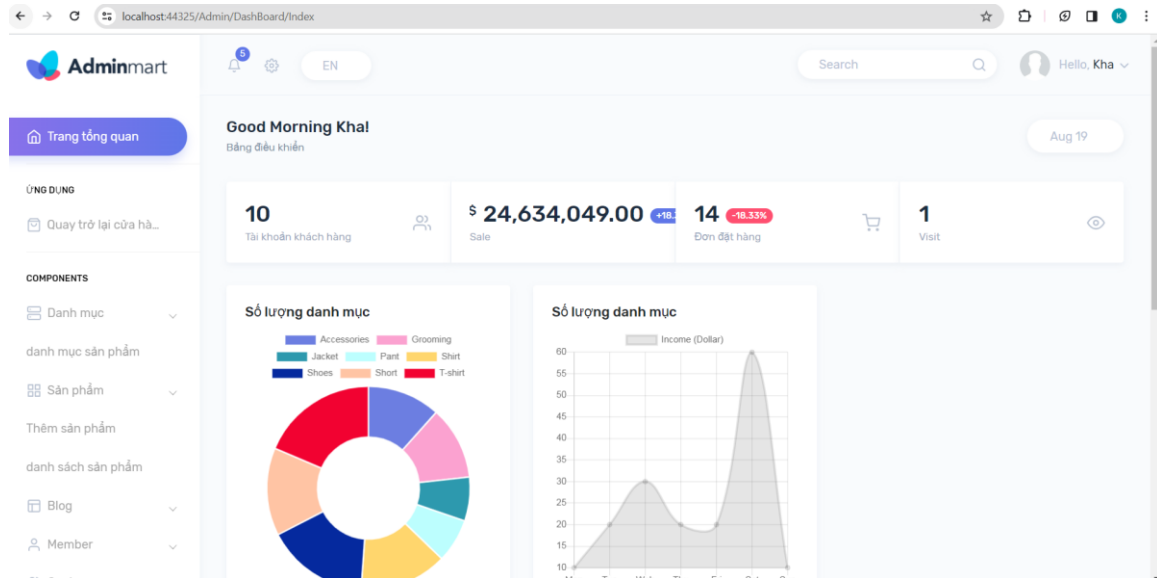 localhost:44325/Admin/DashBoard/Index
K
Adminmart
5
EN
Search
Hello, Kha
Trang tổng quan
ỨNG DỤNG
Quay trở lại cửa hà...
COMPONENTS
Danh mục
danh mục sản phẩm
Sản phẩm
Thêm sản phẩm
danh sách sản phẩm
Blog
Member
Good Morning Kha!
Bảng điều khiển
Aug 19
10
Tài khoản khách hàng
$ 24,634,049.00 +18.
Sale
14 -18.33%
Đơn đặt hàng
1
Visit
Số lượng danh mục
Accessories Grooming
Jacket Pant Shirt
Shoes Short T-shirt
Số lượng danh mục
Income (Dollar)
60
55
50
45
40
35
30
25
20
15
10